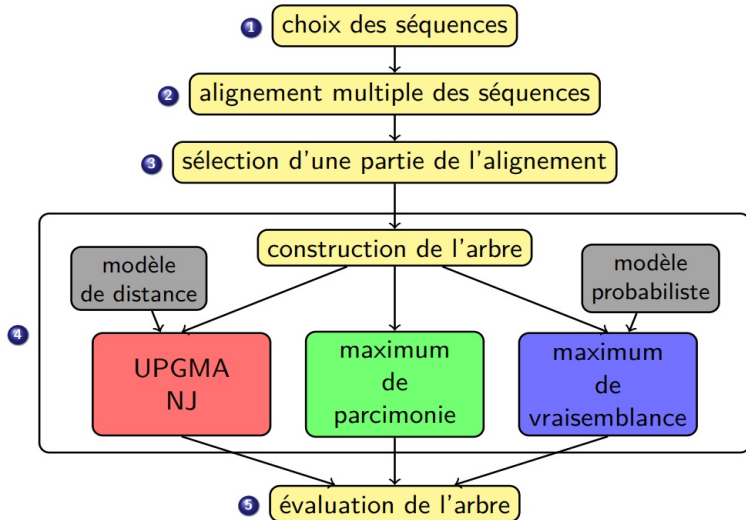 1 choix des séquences
2 alignement multiple des séquences
3 sélection d'une partie de l'alignement
construction de l'arbre
modèle
de distance
modèle
probabiliste
4
UPGMA
NJ
maximum
de
parcimonie
maximum
de
vraisemblance
5 évaluation de l'arbre